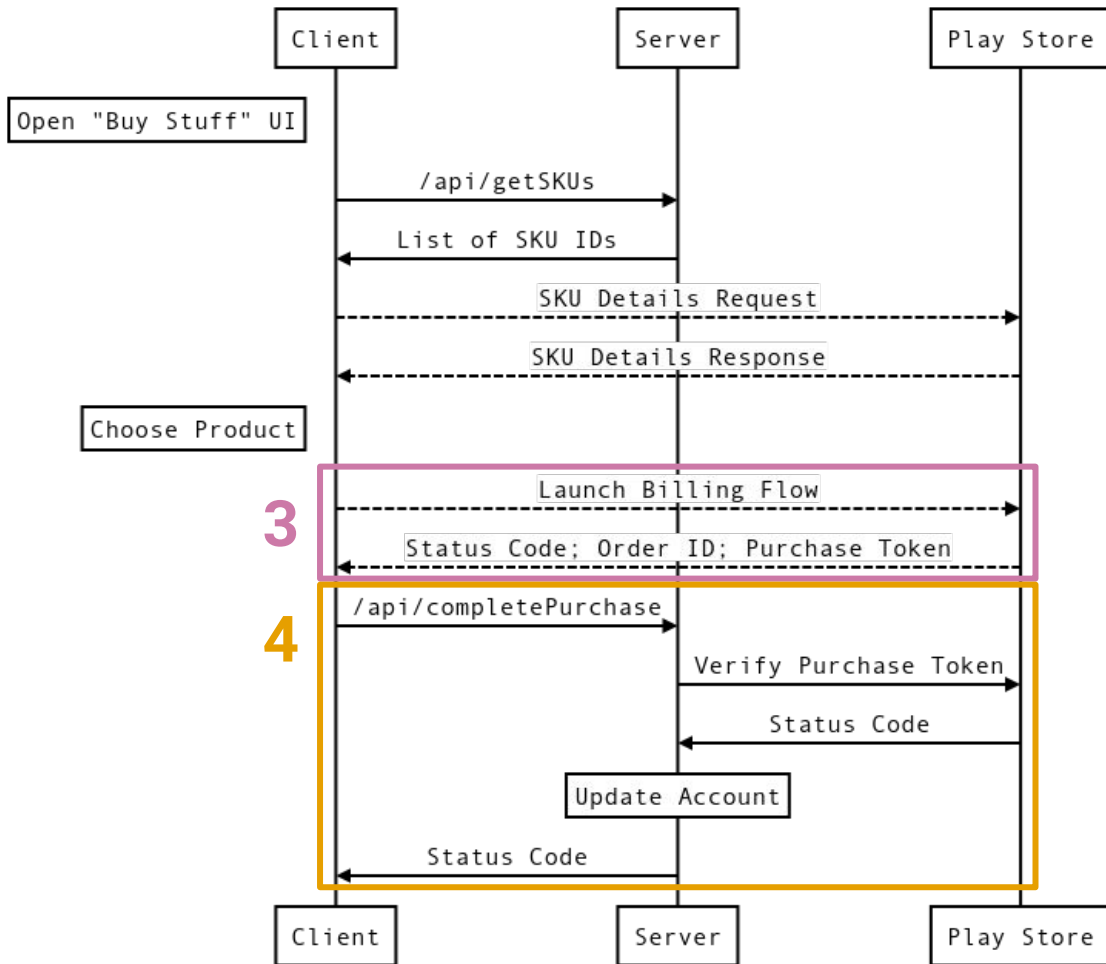 Client
Server
Play Store
Open "Buy Stuff" UI
/api/getSKUs
List of SKU IDs
SKU Details Request
SKU Details Response
Choose Product
3
Launch Billing Flow
Status Code; Order ID; Purchase Token
4
/api/completePurchase
Verify Purchase Token
Status Code
Update Account
Status Code
Client
Server
Play Store